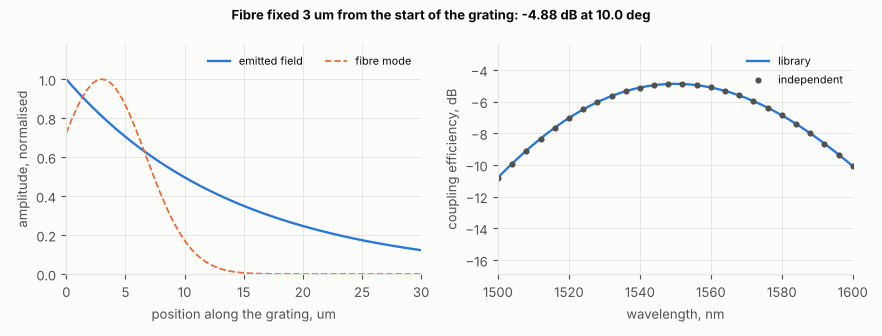 Fibre fixed 3 um from the start of the grating: -4.88 dB at 10.0 deg
emitted field
fibre mode
amplitude, normalised
1.0
0.8
0.6
0.4
0.2
0.0
0
5
10
15
20
25
30
position along the grating, um
library
independent
coupling efficiency, dB
−4
−6
−8
−10
−12
−14
−16
1500
1520
1540
1560
1580
1600
wavelength, nm